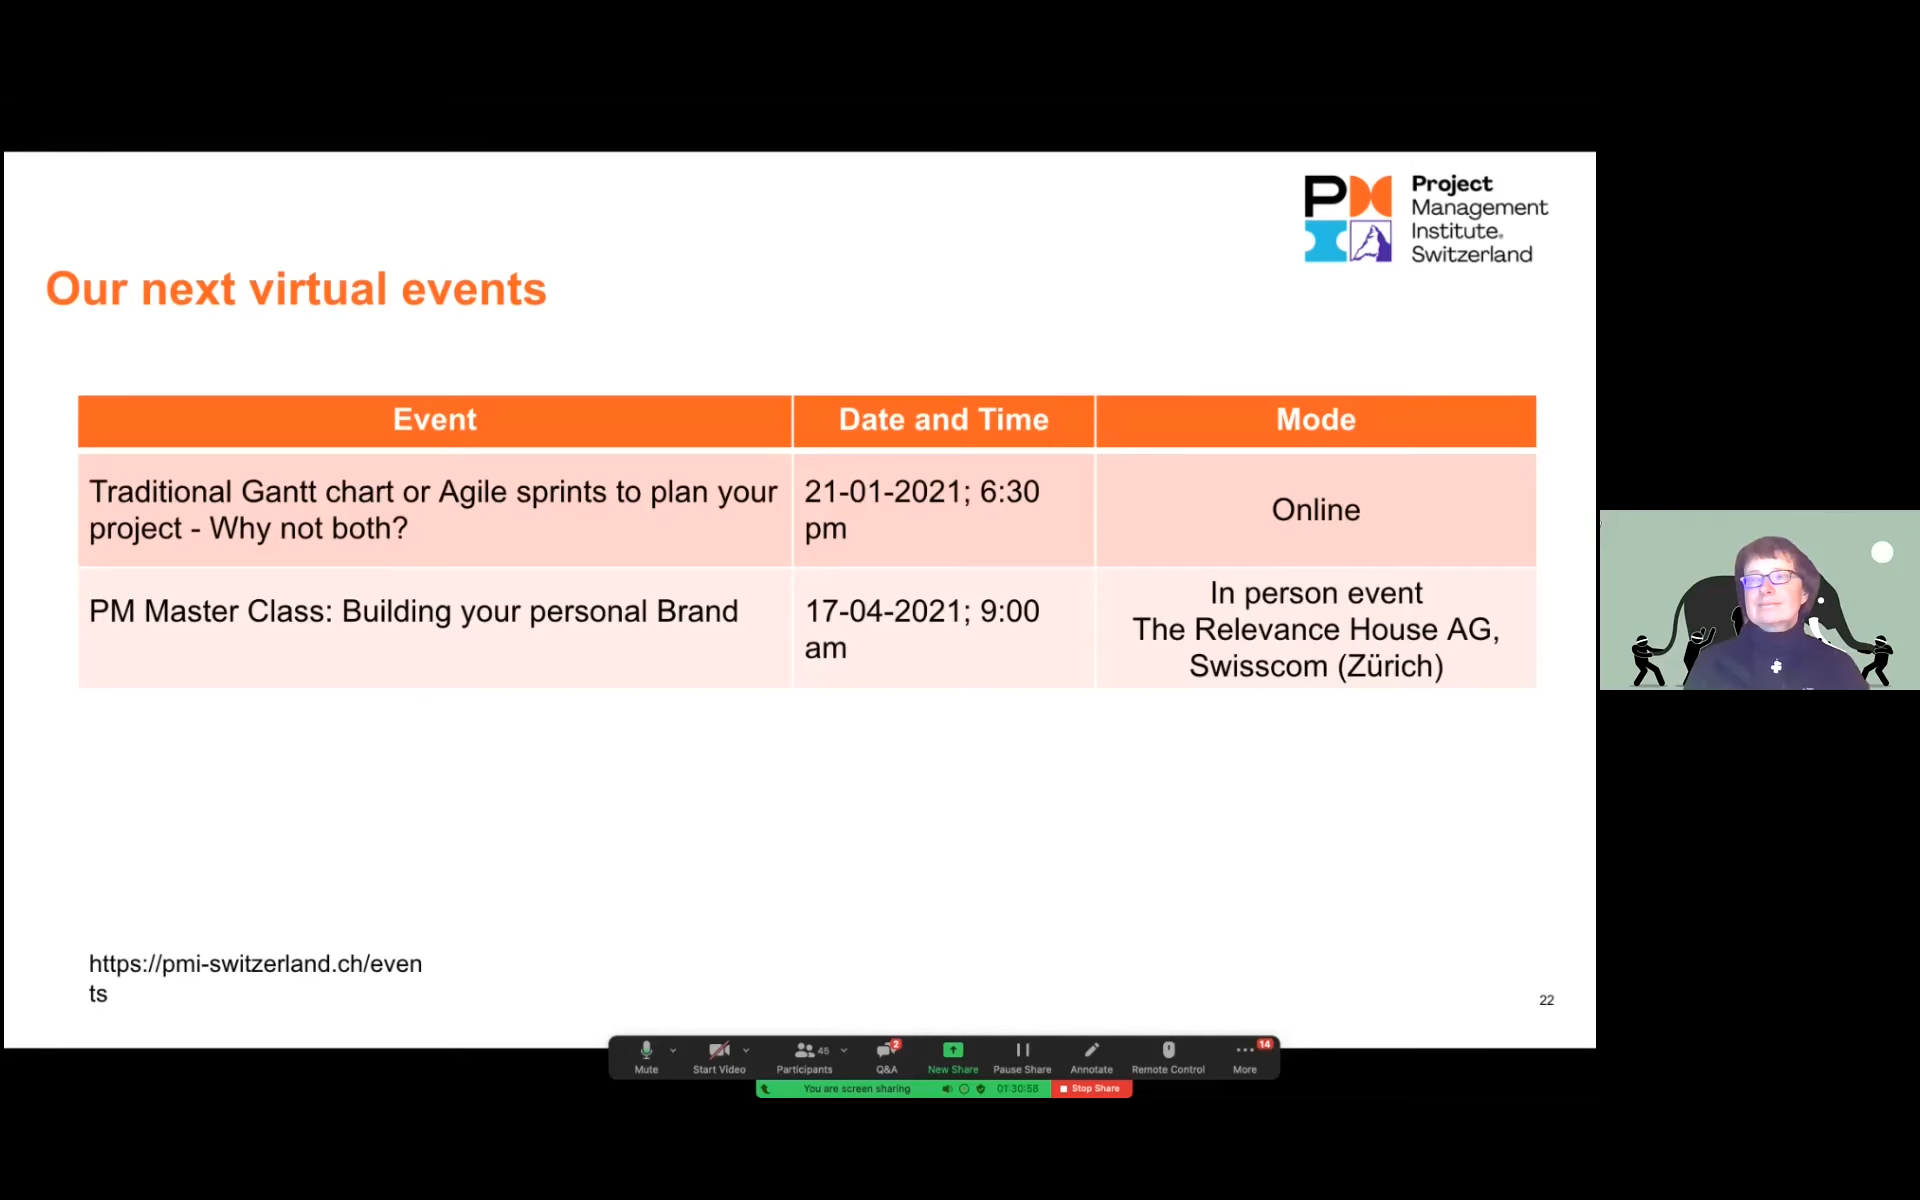 Project
Management
Institute.
Switzerland
Our next virtual events
Event
Date and Time
Mode
Traditional Gantt chart or Agile sprints to plan your
project - Why not both?
21-01-2021; 6:30
pm
Online
PM Master Class: Building your personal Brand
17-04-2021; 9:00
am
In person event
The Relevance House AG,
Swisscom (Zürich)
https://pmi-switzerland.ch/even
ts
22
45
2
14
Mute
Start Video
Participants
Q&A
New Share
Pause Share
Annotate
Remote Control
More
You are screen sharing
01:30:58
Stop Share